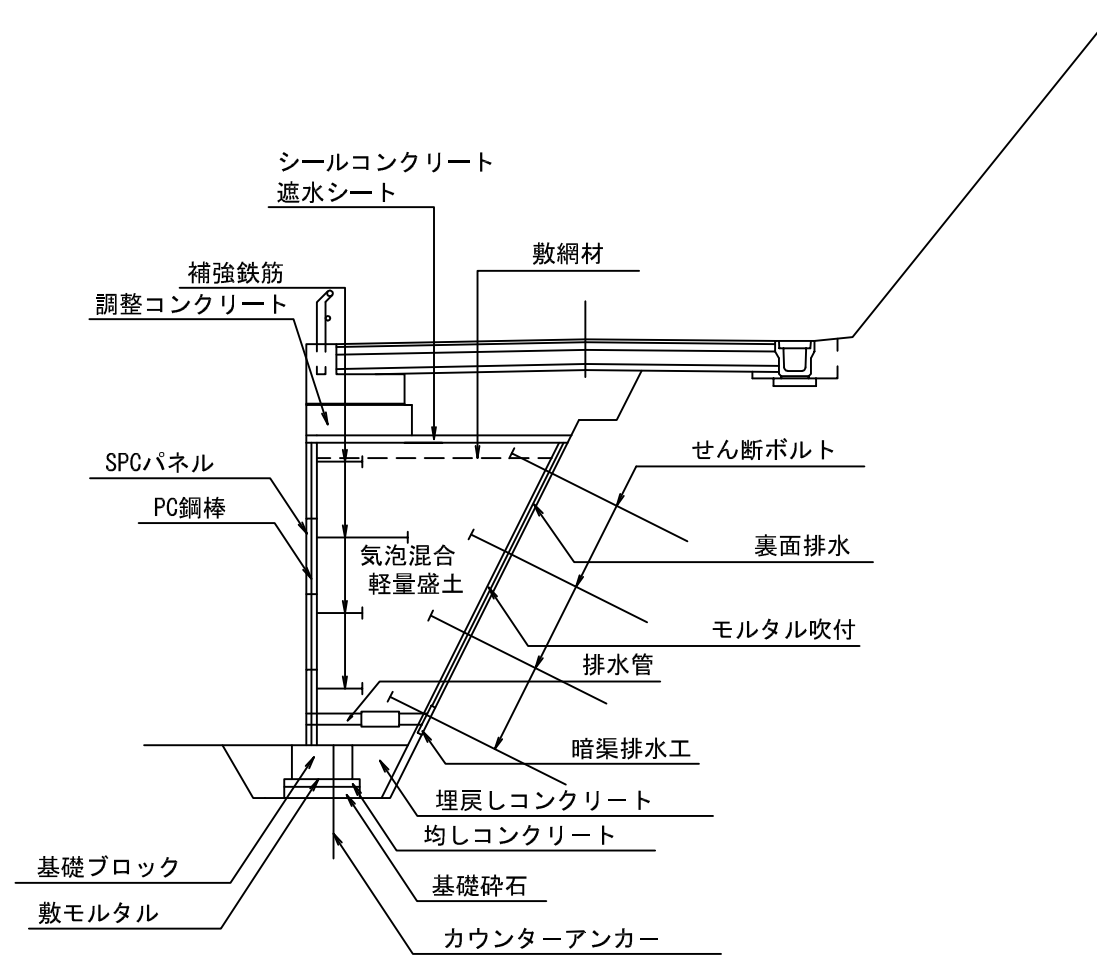 シールコンクリート
遮水シート
敷網材
補強鉄筋
調整コンクリート
せん断ボルト
SPCパネル
PC鋼棒
裏面排水
気泡混合
軽量盛土
モルタル吹付
排水管
暗渠排水工
埋戻しコンクリート
均しコンクリート
基礎ブロック
基礎砕石
敷モルタル
カウンターアンカー